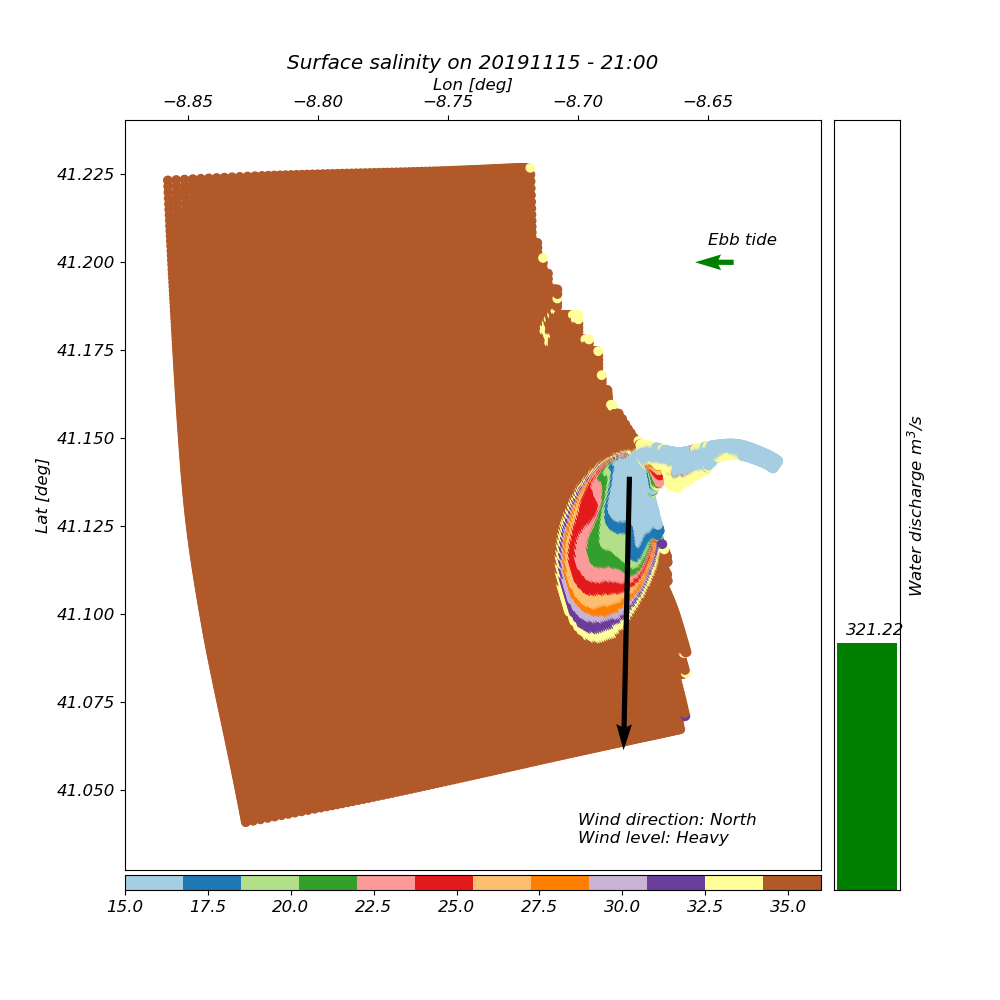 Surface salinity on 20191115 - 21:00
Lon [deg]
−8.85 −8.80 −8.75 −8.70 −8.65
41.225
Ebb tide
41.200
41.175
41.150
Lat [deg]
41.125
41.100
41.075
41.050
Water discharge m³/s
321.22
Wind direction: North
Wind level: Heavy
15.0 17.5 20.0 22.5 25.0 27.5 30.0 32.5 35.0